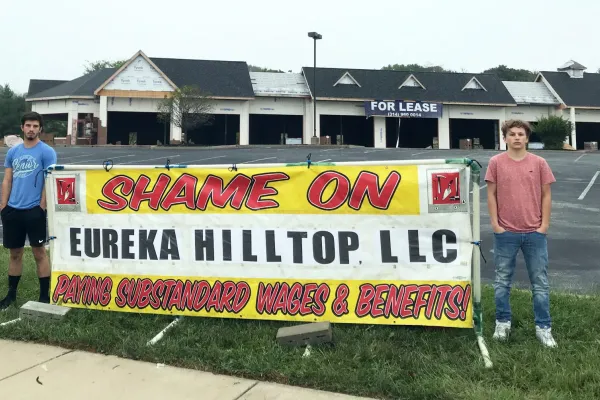 FOR LEASE
SHAME ON
EUREKA HILLTOP, LLC
PAYING SUBSTANDARD WAGES & BENEFITS!